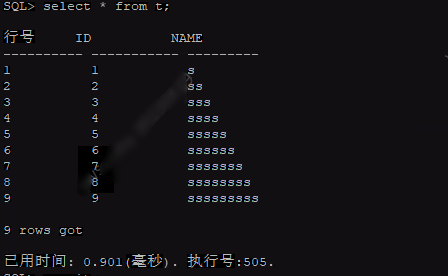 SQL> select * from t;
行号 ID NAME
---------- ----------- ---------
1 1 s
2 2 ss
3 3 sss
4 4 ssss
5 5 sssss
6 6 ssssss
7 7 sssssss
8 8 ssssssss
9 9 sssssssss
9 rows got
已用时间: 0.901(毫秒). 执行号:505.